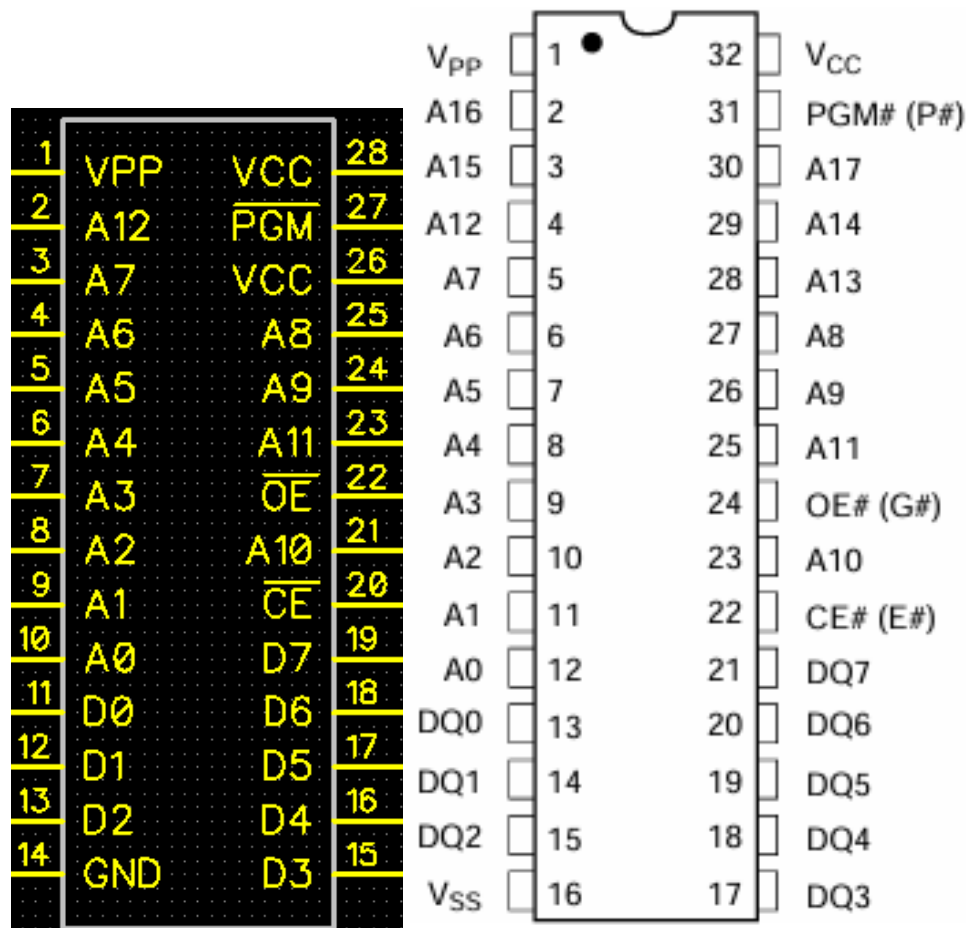 1 VPP VCC 28
2 A12 PGM 27
3 A7 VCC 26
4 A6 A8 25
5 A5 A9 24
6 A4 A11 23
7 A3 OE 22
8 A2 A10 21
9 A1 CE 20
10 A0 D7 19
11 D0 D6 18
12 D1 D5 17
13 D2 D4 16
14 GND D3 15
VPP 1 32 VCC
A16 2 31 PGM# (P#)
A15 3 30 A17
A12 4 29 A14
A7 5 28 A13
A6 6 27 A8
A5 7 26 A9
A4 8 25 A11
A3 9 24 OE# (G#)
A2 10 23 A10
A1 11 22 CE# (E#)
A0 12 21 DQ7
DQ0 13 20 DQ6
DQ1 14 19 DQ5
DQ2 15 18 DQ4
VSS 16 17 DQ3